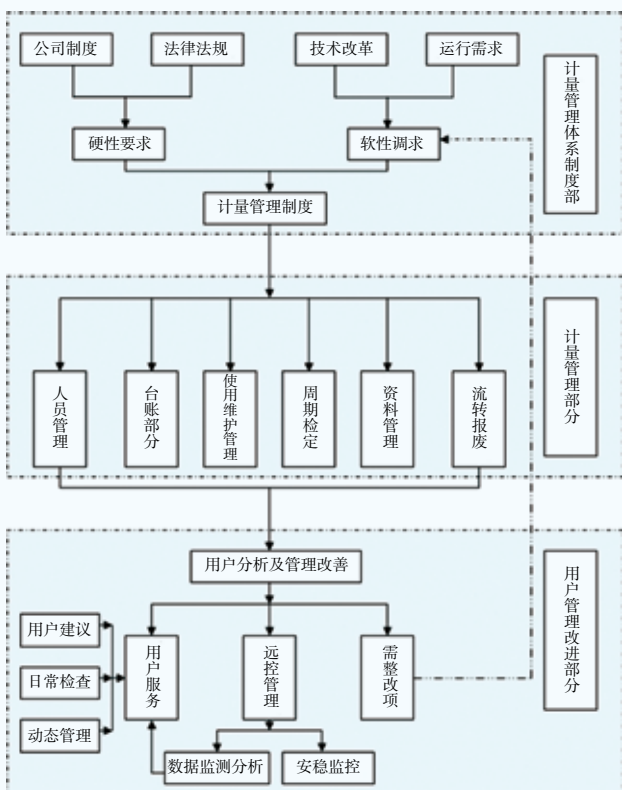 公司制度
法律法规
技术改革
运行需求
计量管理体系制度部
硬性要求
软性调求
计量管理制度
计量管理部分
人员管理
台账部分
使用维护管理
周期检定
资料管理
流转报废
用户分析及管理改善
用户管理改进部分
用户建议
日常检查
动态管理
用户服务
远控管理
需整改项
数据监测分析
安稳监控